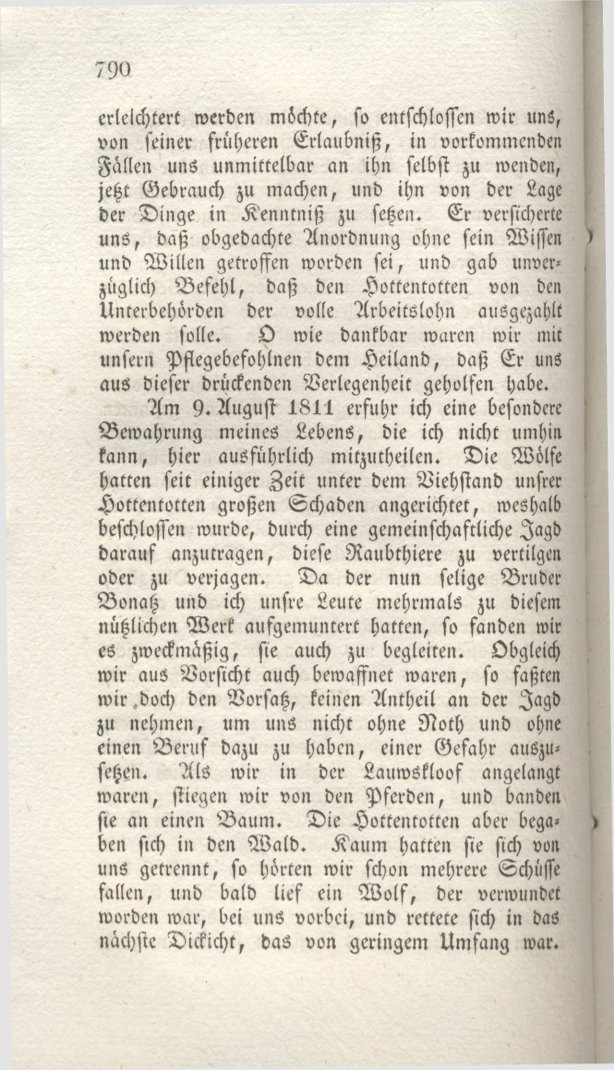 790
erleichtert werden möchte, so entschlossen wir uns,
von seiner früheren Erlaubniß, in vorkommenden
Fällen uns unmittelbar an ihn selbst zu wenden,
jetzt Gebrauch zu machen, und ihn von der Lage
der Dinge in Kenntniß zu setzen. Er versicherte
uns, daß obgedachte Anordnung ohne sein Wissen
und Willen getroffen worden sei, und gab unver-
züglich Befehl, daß den Hottentotten von den
Unterbehörden der volle Arbeitslohn ausgezahlt
werden solle. O wie dankbar waren wir mit
unsern Pflegebefohlnen dem Heiland, daß Er uns
aus dieser drückenden Verlegenheit geholfen habe.
Am 9. August 1811 erfuhr ich eine besondere
Bewahrung meines Lebens, die ich nicht umhin
kann, hier ausführlich mitzutheilen. Die Wölfe
hatten seit einiger Zeit unter dem Viehstand unsrer
Hottentotten großen Schaden angerichtet, weshalb
beschlossen wurde, durch eine gemeinschaftliche Jagd
darauf anzutragen, diese Raubthiere zu vertilgen
oder zu verjagen. Da der nun selige Bruder
Bonatz und ich unsre Leute mehrmals zu diesem
nützlichen Werk aufgemuntert hatten, so fanden wir
es zweckmäßig, sie auch zu begleiten. Obgleich
wir aus Vorsicht auch bewaffnet waren, so faßten
wir doch den Vorsatz, keinen Antheil an der Jagd
zu nehmen, um uns nicht ohne Noth und ohne
einen Beruf dazu zu haben, einer Gefahr auszu-
setzen. Als wir in der Lauwskloof angelangt
waren, stiegen wir von den Pferden, und banden
sie an einen Baum. Die Hottentotten aber bega-
ben sich in den Wald. Kaum hatten sie sich von
uns getrennt, so hörten wir schon mehrere Schüsse
fallen, und bald lief ein Wolf, der verwundet
worden war, bei uns vorbei, und rettete sich in das
nächste Dickicht, das von geringem Umfang war.